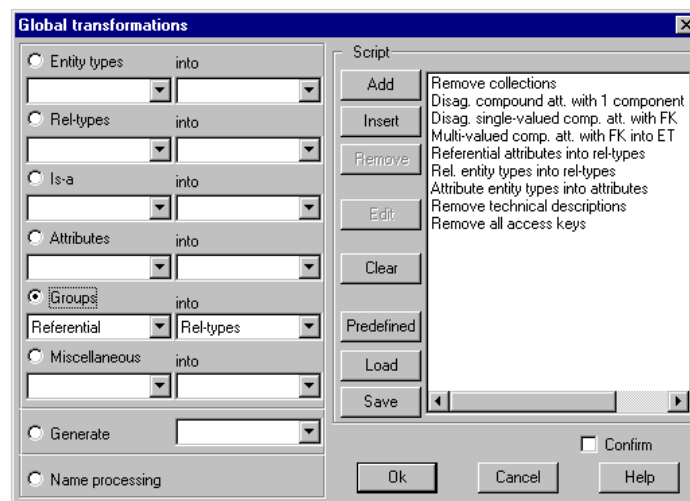 Global transformations
Entity types into
Rel-types into
Is-a into
Attributes into
Groups into
Referential Rel-types
Miscellaneous into
Generate
Name processing
Script
Add
Insert
Remove
Edit
Clear
Predefined
Load
Save
Remove collections
Disag. compound att. with 1 component
Disag. single-valued comp. att. with FK
Multi-valued comp. att. with FK into ET
Referential attributes into rel-types
Rel. entity types into rel-types
Attribute entity types into attributes
Remove technical descriptions
Remove all access keys
Confirm
Ok Cancel Help